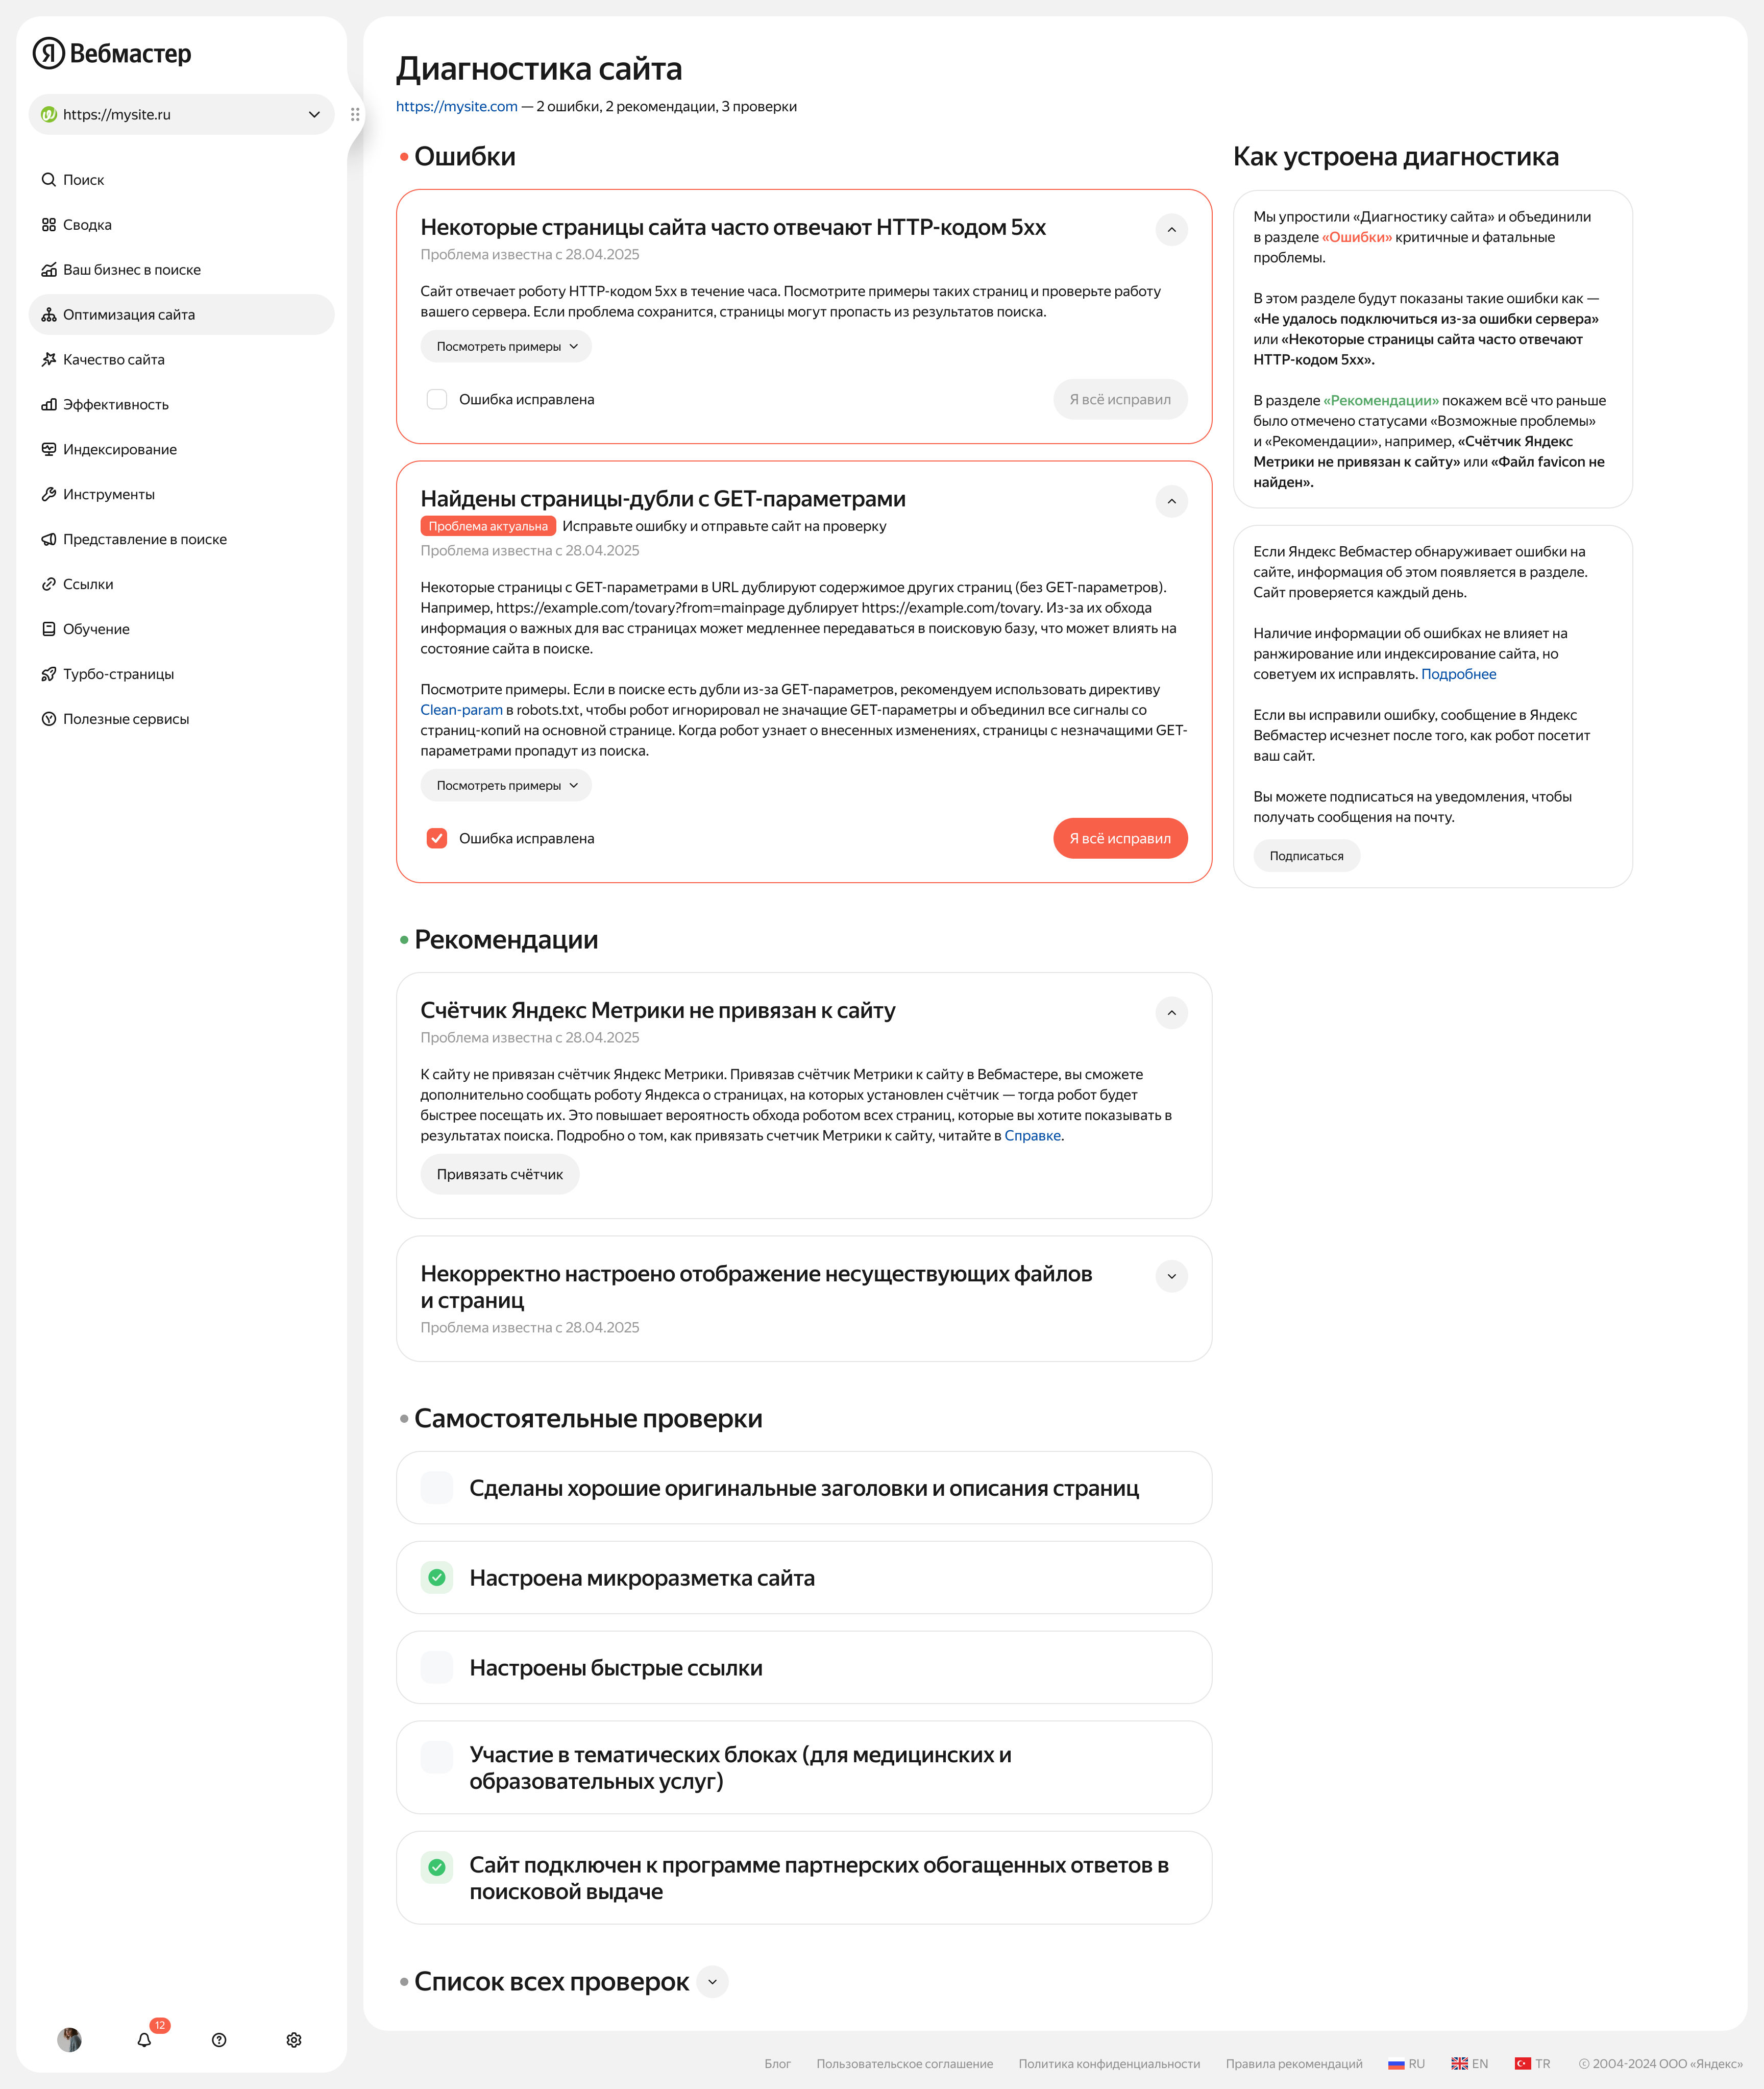 Я Вебмастер
https://mysite.ru
Поиск
Сводка
Ваш бизнес в поиске
Оптимизация сайта
Качество сайта
Эффективность
Индексирование
Инструменты
Представление в поиске
Ссылки
Обучение
Турбо-страницы
Полезные сервисы
12
Диагностика сайта
https://mysite.com — 2 ошибки, 2 рекомендации, 3 проверки
Ошибки
Некоторые страницы сайта часто отвечают HTTP-кодом 5xx
Проблема известна с 28.04.2025
Сайт отвечает роботу HTTP-кодом 5xx в течение часа. Посмотрите примеры таких страниц и проверьте работу
вашего сервера. Если проблема сохранится, страницы могут пропасть из результатов поиска.
Посмотреть примеры
Ошибка исправлена
Я всё исправил
Найдены страницы-дубли с GET-параметрами
Проблема актуальна Исправьте ошибку и отправьте сайт на проверку
Проблема известна с 28.04.2025
Некоторые страницы с GET-параметрами в URL дублируют содержимое других страниц (без GET-параметров).
Например, https://example.com/tovary?from=mainpage дублирует https://example.com/tovary. Из-за их обхода
информация о важных для вас страницах может медленнее передаваться в поисковую базу, что может влиять на
состояние сайта в поиске.
Посмотрите примеры. Если в поиске есть дубли из-за GET-параметров, рекомендуем использовать директиву
Clean-param в robots.txt, чтобы робот игнорировал не значащие GET-параметры и объединил все сигналы со
страниц-копий на основной странице. Когда робот узнает о внесенных изменениях, страницы с незначащими GET-
параметрами пропадут из поиска.
Посмотреть примеры
Ошибка исправлена
Я всё исправил
Рекомендации
Счётчик Яндекс Метрики не привязан к сайту
Проблема известна с 28.04.2025
К сайту не привязан счётчик Яндекс Метрики. Привязав счётчик Метрики к сайту в Вебмастере, вы сможете
дополнительно сообщать роботу Яндекса о страницах, на которых установлен счётчик — тогда робот будет
быстрее посещать их. Это повышает вероятность обхода роботом всех страниц, которые вы хотите показывать в
результатах поиска. Подробно о том, как привязать счетчик Метрики к сайту, читайте в Справке.
Привязать счётчик
Некорректно настроено отображение несуществующих файлов
и страниц
Проблема известна с 28.04.2025
Самостоятельные проверки
Сделаны хорошие оригинальные заголовки и описания страниц
Настроена микроразметка сайта
Настроены быстрые ссылки
Участие в тематических блоках (для медицинских и
образовательных услуг)
Сайт подключен к программе партнерских обогащенных ответов в
поисковой выдаче
Список всех проверок
Как устроена диагностика
Мы упростили «Диагностику сайта» и объединили
в разделе «Ошибки» критичные и фатальные
проблемы.
В этом разделе будут показаны такие ошибки как —
«Не удалось подключиться из-за ошибки сервера»
или «Некоторые страницы сайта часто отвечают
HTTP-кодом 5xx».
В разделе «Рекомендации» покажем всё что раньше
было отмечено статусами «Возможные проблемы»
и «Рекомендации», например, «Счётчик Яндекс
Метрики не привязан к сайту» или «Файл favicon не
найден».
Если Яндекс Вебмастер обнаруживает ошибки на
сайте, информация об этом появляется в разделе.
Сайт проверяется каждый день.
Наличие информации об ошибках не влияет на
ранжирование или индексирование сайта, но
советуем их исправлять. Подробнее
Если вы исправили ошибку, сообщение в Яндекс
Вебмастер исчезнет после того, как робот посетит
ваш сайт.
Вы можете подписаться на уведомления, чтобы
получать сообщения на почту.
Подписаться
Блог Пользовательское соглашение Политика конфиденциальности Правила рекомендаций RU EN TR © 2004-2024 ООО «Яндекс»